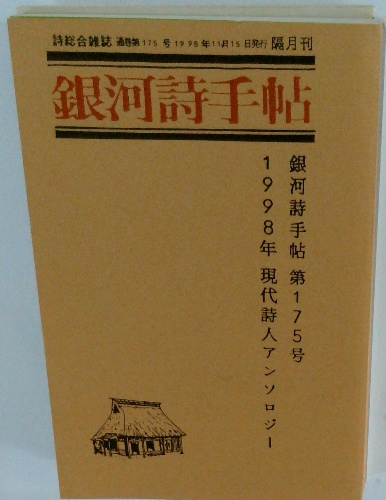 詩総合雑誌 通巻第175号 1998年11月15日発行 隔月刊
銀河詩手帖
銀河詩手帖 第175号
1998年 現代詩人アンソロジー